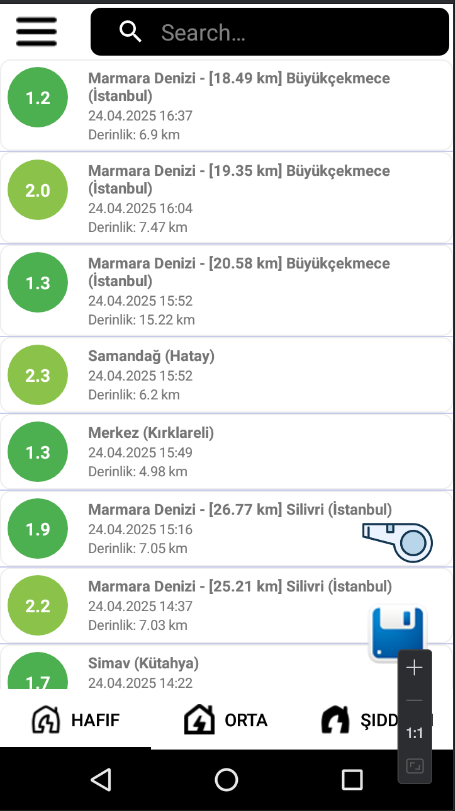 Search...
1.2
Marmara Denizi - [18.49 km] Büyükçekmece
(İstanbul)
24.04.2025 16:37
Derinlik: 6.9 km
2.0
Marmara Denizi - [19.35 km] Büyükçekmece
(İstanbul)
24.04.2025 16:04
Derinlik: 7.47 km
1.3
Marmara Denizi - [20.58 km] Büyükçekmece
(İstanbul)
24.04.2025 15:52
Derinlik: 15.22 km
2.3
Samandağ (Hatay)
24.04.2025 15:52
Derinlik: 6.2 km
1.3
Merkez (Kırklareli)
24.04.2025 15:49
Derinlik: 4.98 km
1.9
Marmara Denizi - [26.77 km] Silivri (İstanbul)
24.04.2025 15:16
Derinlik: 7.05 km
2.2
Marmara Denizi - [25.21 km] Silivri (İstanbul)
24.04.2025 14:37
Derinlik: 7.03 km
1.7
Simav (Kütahya)
24.04.2025 14:22
HAFIF
ORTA
1:1